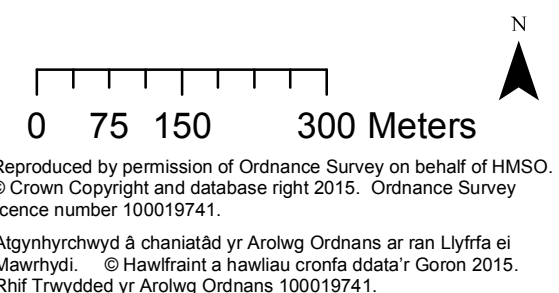 N
0 75 150 300 Meters
Reproduced by permission of Ordnance Survey on behalf of HMSO.
© Crown Copyright and database right 2015. Ordnance Survey
licence number 100019741.
Atgynhyrchwyd â chaniatâd yr Arolwg Ordnans ar ran Llyfrfa ei
Mawrhydi. © Hawlfraint a hawliau cronfa ddata'r Goron 2015.
Rhif Trwydded yr Arolwg Ordnans 100019741.